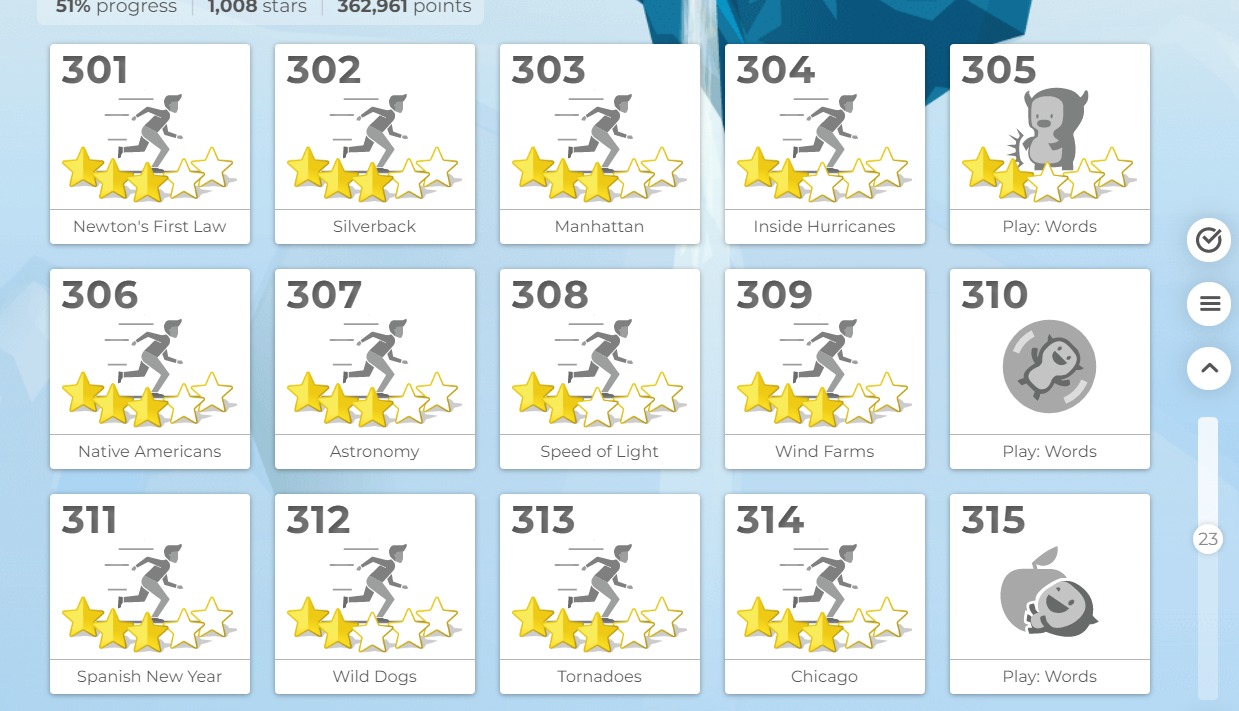 51% progress 1,008 stars 362,961 points
301 302 303 304 305
Newton's First Law Silverback Manhattan Inside Hurricanes Play: Words
306 307 308 309 310
Native Americans Astronomy Speed of Light Wind Farms Play: Words
311 312 313 314 315
23
Spanish New Year Wild Dogs Tornadoes Chicago Play: Words